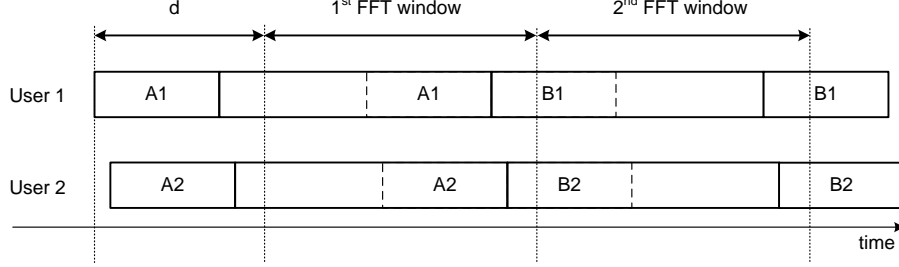 d 1st FFT window 2nd FFT window
User 1 A1 A1 B1 B1
User 2 A2 A2 B2 B2
time